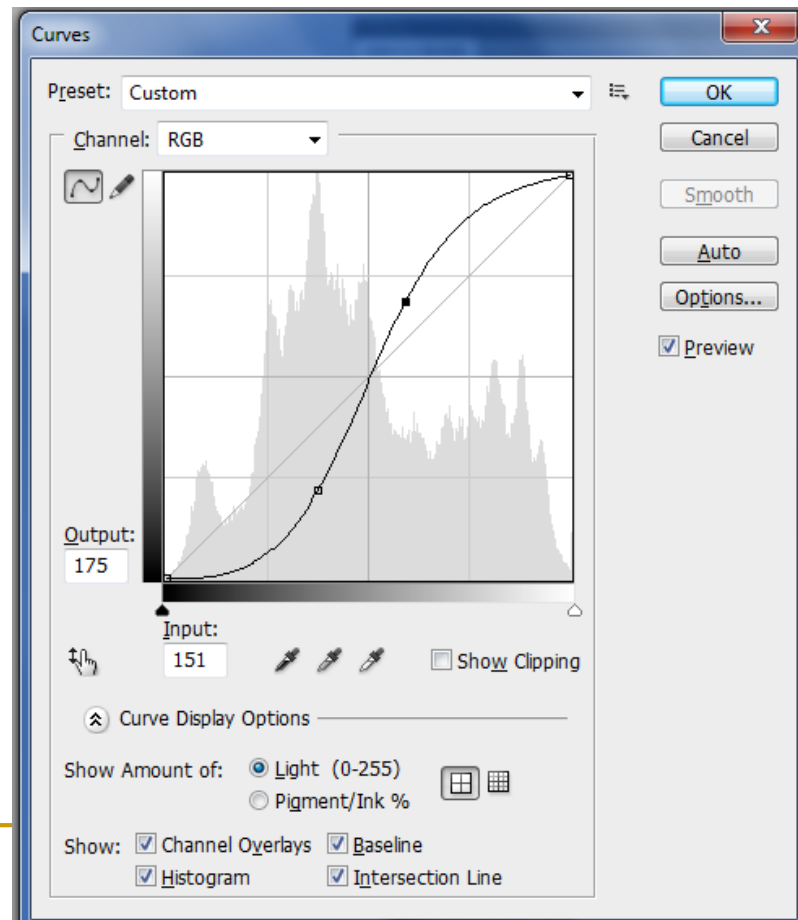 Curves
Preset: Custom
OK
Channel: RGB
Cancel
Smooth
Auto
Options...
Preview
Output:
175
Input:
151
Show Clipping
Curve Display Options
Show Amount of: Light (0-255)
Pigment/Ink %
Show: Channel Overlays Baseline
Histogram Intersection Line